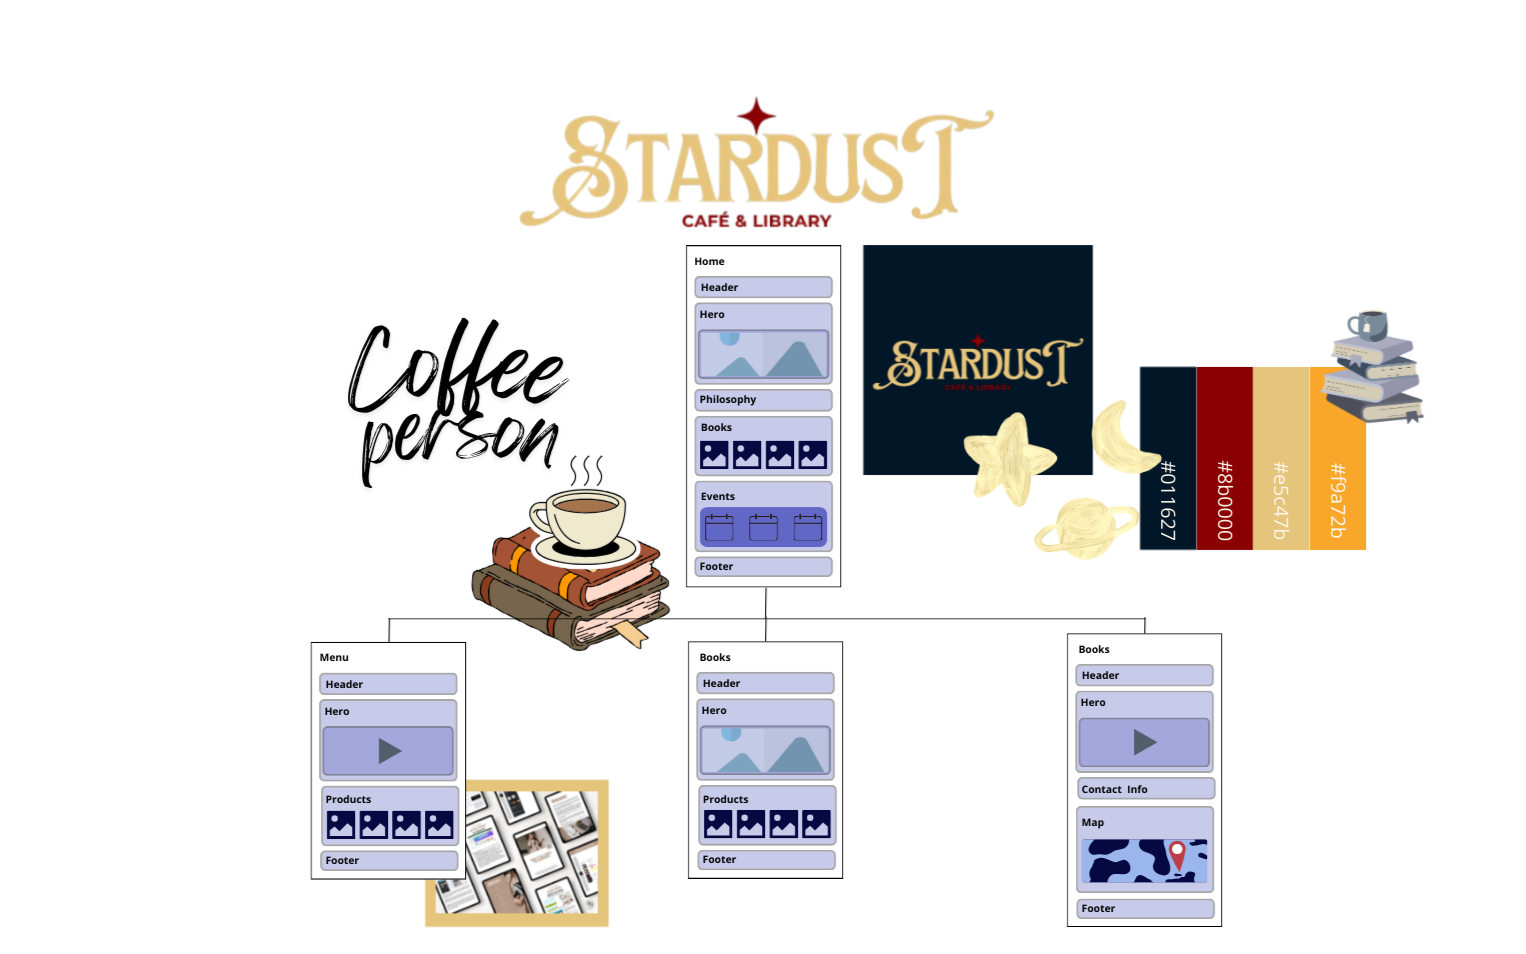 STARDUST
CAFÉ & LIBRARY
Home
Header
Hero
Philosophy
Books
Events
Footer
STARDUST
CAFÉ & LIBRARY
Coffee
person
#011627
#8b0000
#e5c47b
#f9a72b
Menu
Header
Hero
Products
Footer
Books
Header
Hero
Products
Footer
Books
Header
Hero
Contact Info
Map
Footer